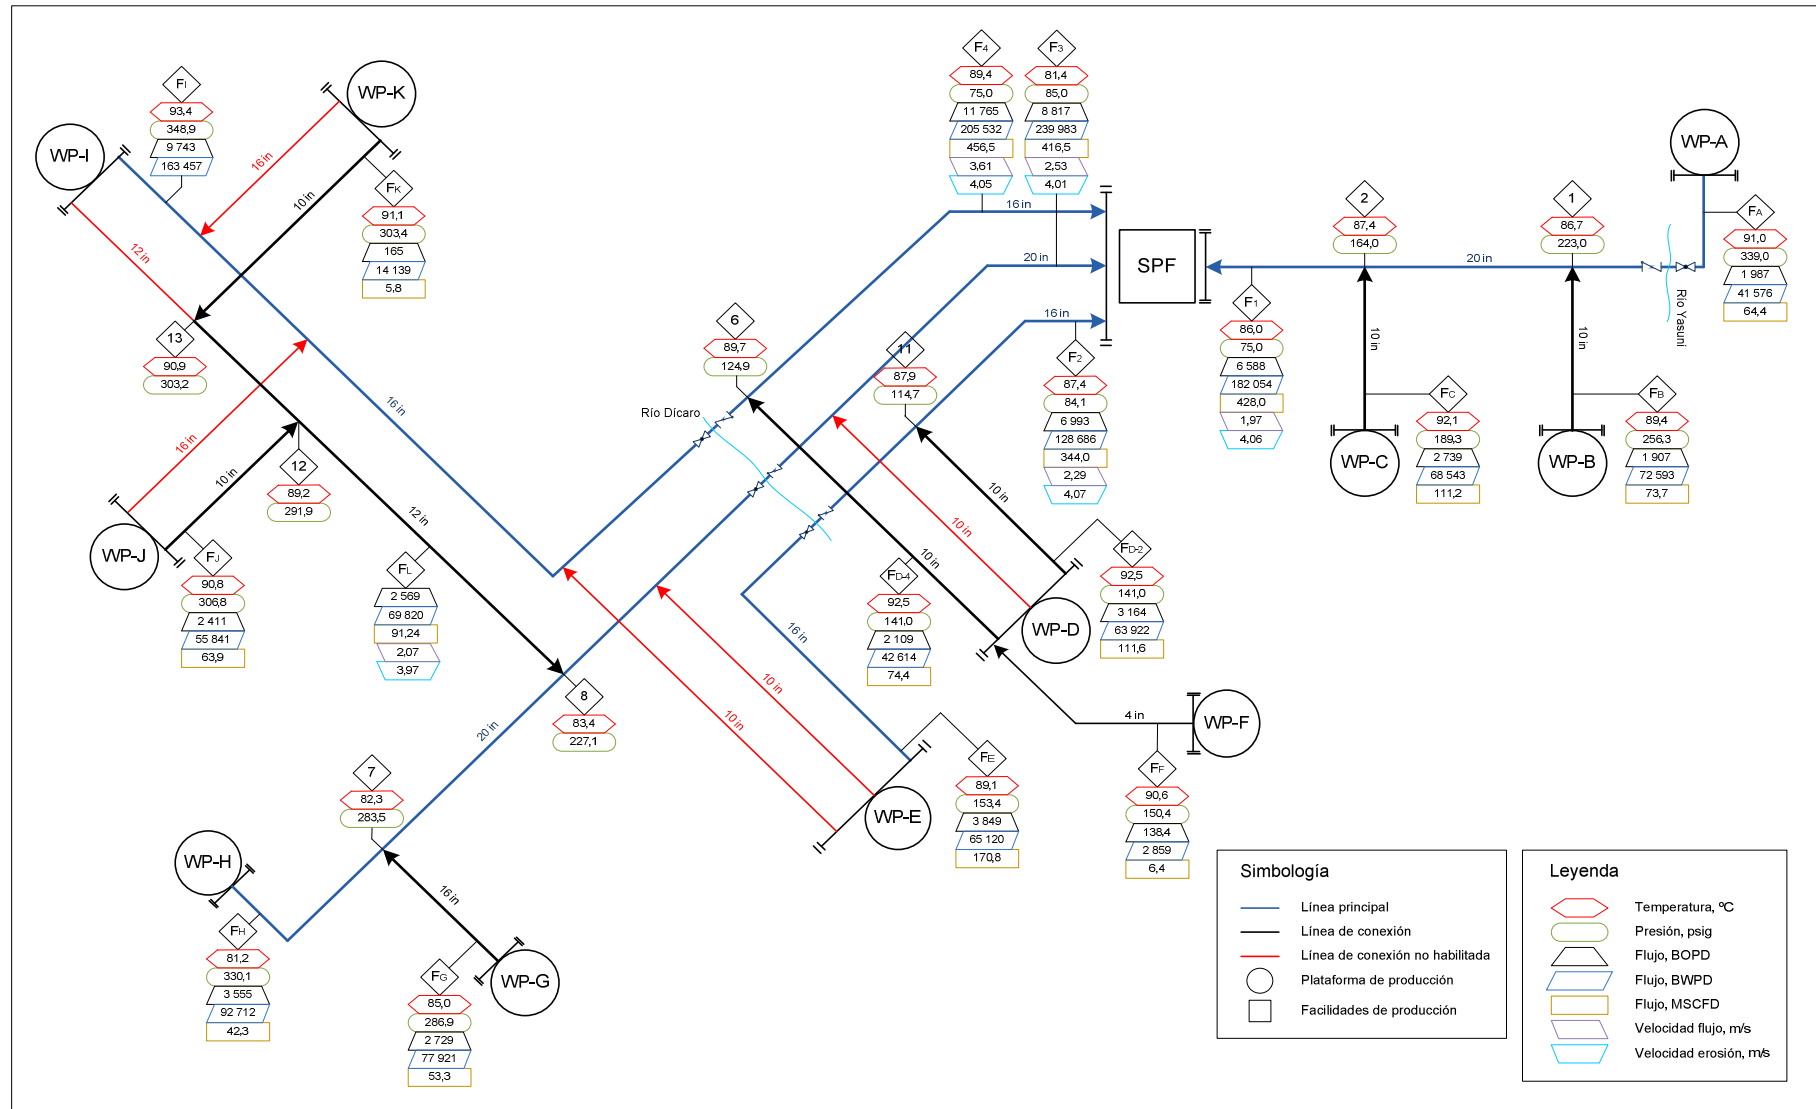 F4
89,4
75,0
11 765
205 532
456,5
3,61
4,05
F3
81,4
85,0
8 817
239 983
416,5
2,53
4,01
FI
93,4
348,9
9 743
163 457
WP-K
WP-I
16 in
10 in
12 in
FK
91,1
303,4
165
14 139
5,8
13
90,9
303,2
16 in
16 in
10 in
12
89,2
291,9
WP-J
FJ
90,8
306,8
2 411
55 841
63,9
12 in
FL
2 569
69 820
91,24
2,07
3,97
16 in
20 in
16 in
SPF
6
89,7
124,9
11
87,9
114,7
Río Dícaro
F2
87,4
84,1
6 993
128 686
344,0
2,29
4,07
F1
86,0
75,0
6 588
182 054
428,0
1,97
4,06
2
87,4
164,0
1
86,7
223,0
20 in
WP-A
FA
91,0
339,0
1 987
41 576
64,4
Río Yasuni
10 in
10 in
FC
92,1
189,3
2 739
68 543
111,2
FB
89,4
256,3
1 907
72 593
73,7
WP-C
WP-B
10 in
10 in
10 in
FD-4
92,5
141,0
2 109
42 614
74,4
FD-2
92,5
141,0
3 164
63 922
111,6
WP-D
4 in
WP-F
FF
90,6
150,4
138,4
2 859
6,4
16 in
10 in
10 in
8
83,4
227,1
20 in
7
82,3
283,5
FE
89,1
153,4
3 849
65 120
170,8
WP-E
WP-H
FH
81,2
330,1
3 555
92 712
42,3
16 in
FG
85,0
286,9
2 729
77 921
53,3
WP-G
Simbología
Línea principal
Línea de conexión
Línea de conexión no habilitada
Plataforma de producción
Facilidades de producción
Leyenda
Temperatura, ºC
Presión, psig
Flujo, BOPD
Flujo, BWPD
Flujo, MSCFD
Velocidad flujo, m/s
Velocidad erosión, m/s